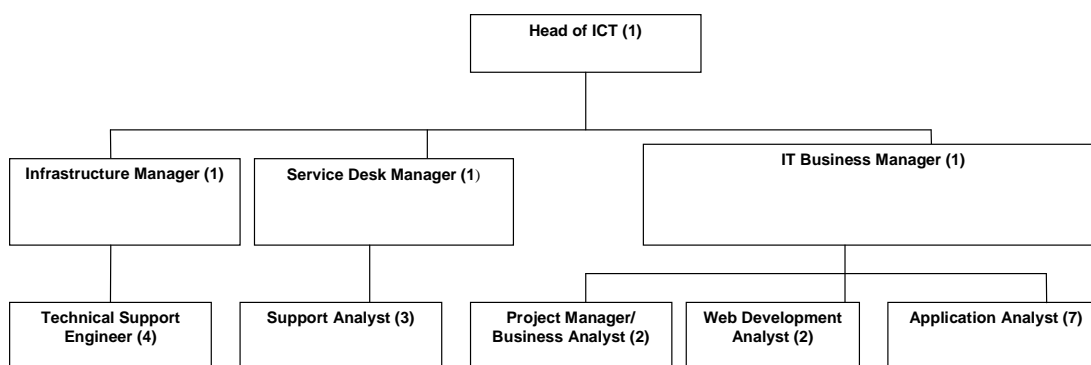 Head of ICT (1)
Infrastructure Manager (1)
Service Desk Manager (1)
IT Business Manager (1)
Technical Support
Engineer (4)
Support Analyst (3)
Project Manager/
Business Analyst (2)
Web Development
Analyst (2)
Application Analyst (7)